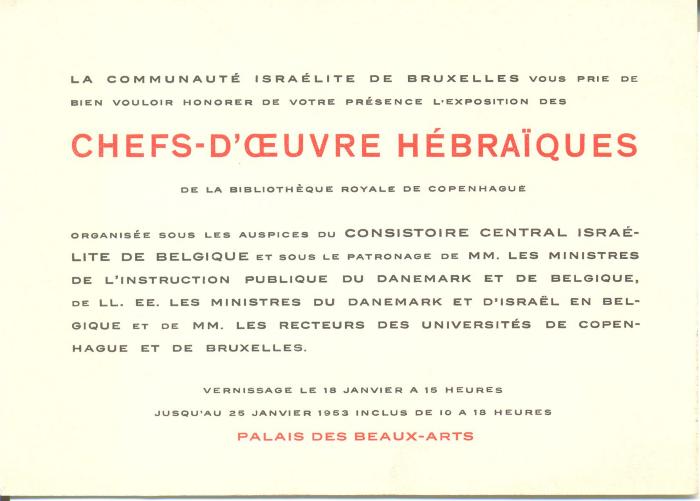 LA COMMUNAUTÉ ISRAÉLITE DE BRUXELLES VOUS PRIE DE
BIEN VOULOIR HONORER DE VOTRE PRÉSENCE L'EXPOSITION DES
CHEFS-D'ŒUVRE HÉBRAÏQUES
DE LA BIBLIOTHÈQUE ROYALE DE COPENHAGUE
ORGANISÉE SOUS LES AUSPICES DU CONSISTOIRE CENTRAL ISRAÉ-
LITE DE BELGIQUE ET SOUS LE PATRONAGE DE MM. LES MINISTRES
DE L'INSTRUCTION PUBLIQUE DU DANEMARK ET DE BELGIQUE,
DE LL. EE. LES MINISTRES DU DANEMARK ET D'ISRAËL EN BEL-
GIQUE ET DE MM. LES RECTEURS DES UNIVERSITÉS DE COPEN-
HAGUE ET DE BRUXELLES.
VERNISSAGE LE 18 JANVIER A 15 HEURES
JUSQU'AU 25 JANVIER 1953 INCLUS DE 10 A 18 HEURES
PALAIS DES BEAUX-ARTS